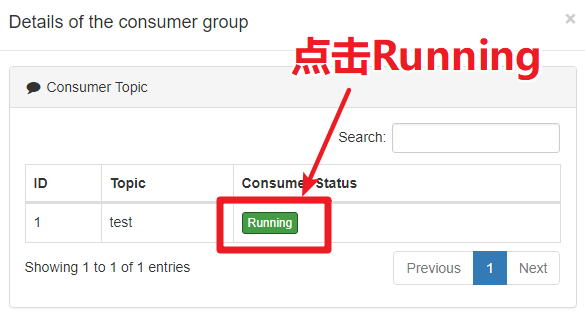 Details of the consumer group
×
点击Running
Consumer Topic
Search:
ID Topic Consumer Status
1 test Running
Showing 1 to 1 of 1 entries
Previous 1 Next